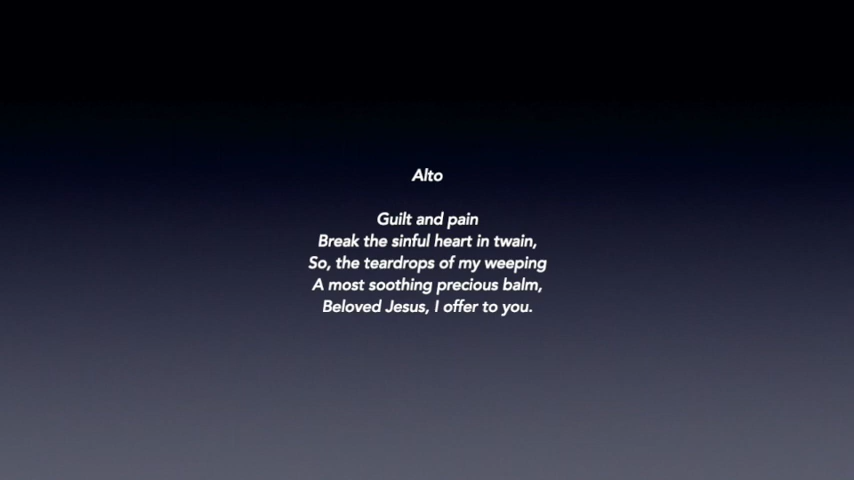 Alto
Guilt and pain
Break the sinful heart in twain,
So, the teardrops of my weeping
A most soothing precious balm,
Beloved Jesus, I offer to you.